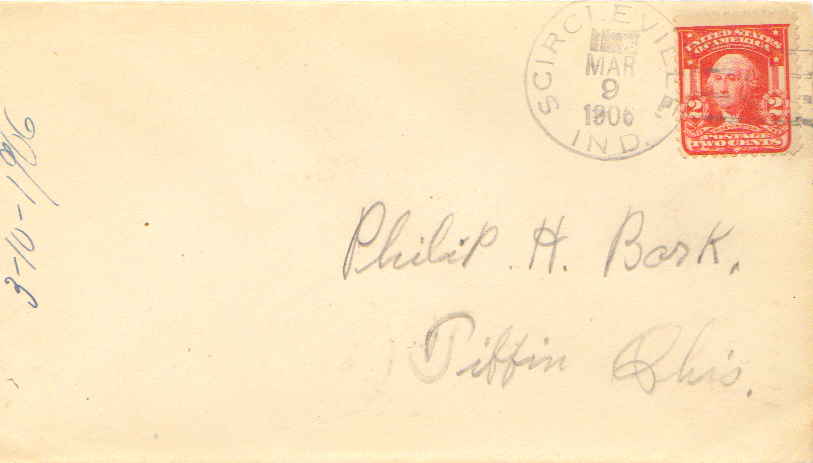 SCIRCLEVILLE,
MAR
9
1906
IND.
UNITED STATES
OF AMERICA
2 2
POSTAGE
TWO CENTS
3-10-1906
Philip. H. Bork.
Tiffin Ohio.